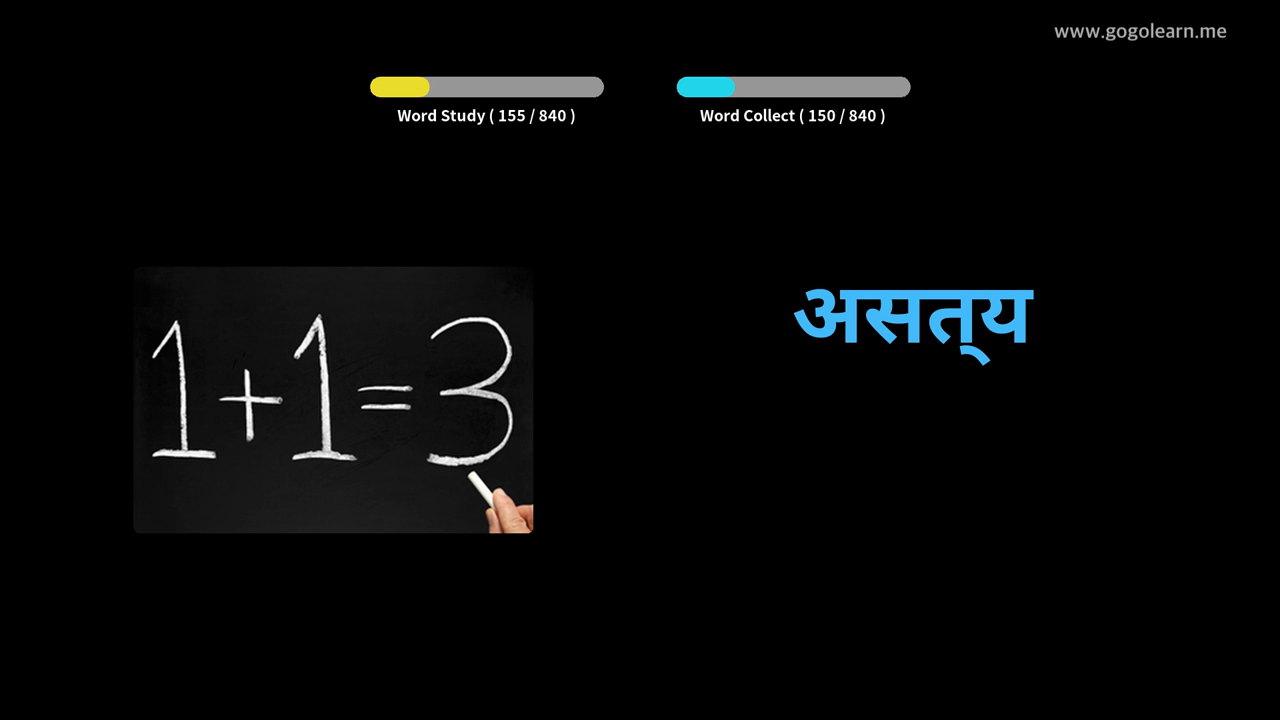 www.gogolearn.me
Word Study ( 155 / 840 )
Word Collect ( 150 / 840 )
1+1=3
असत्‌य